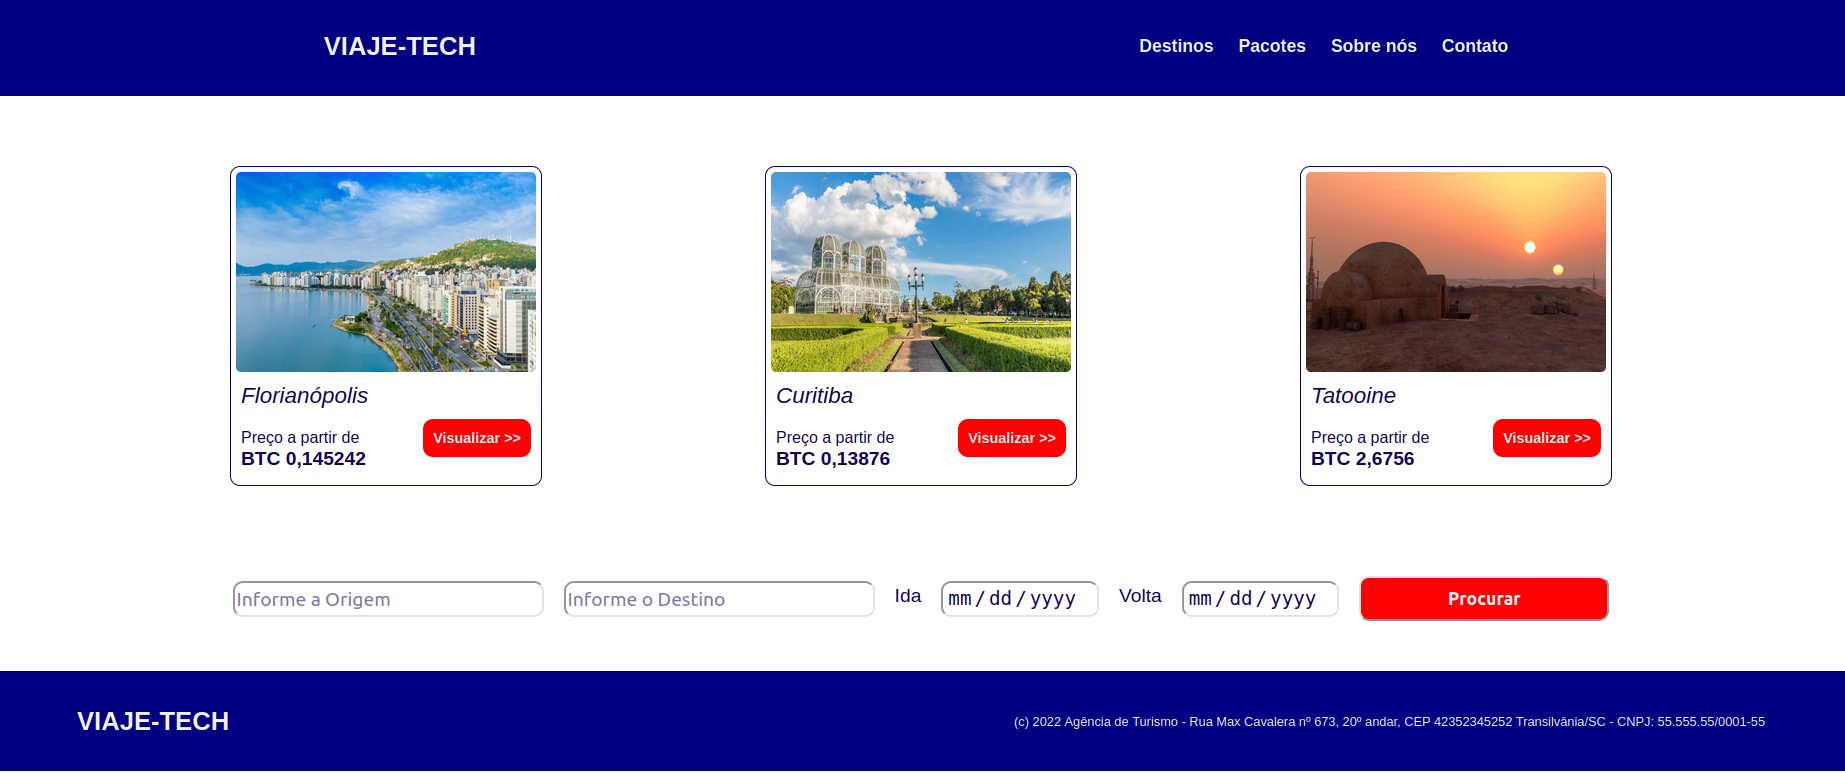 VIAJE-TECH
Destinos Pacotes Sobre nós Contato
Florianópolis
Preço a partir de
BTC 0,145242
Visualizar >>
Curitiba
Preço a partir de
BTC 0,13876
Visualizar >>
Tatooine
Preço a partir de
BTC 2,6756
Visualizar >>
Informe a Origem Informe o Destino Ida mm/dd/yyyy Volta mm/dd/yyyy Procurar
VIAJE-TECH
(c) 2022 Agência de Turismo - Rua Max Cavalera nº 673, 20º andar, CEP 42352345252 Transilvânia/SC - CNPJ: 55.555.55/0001-55